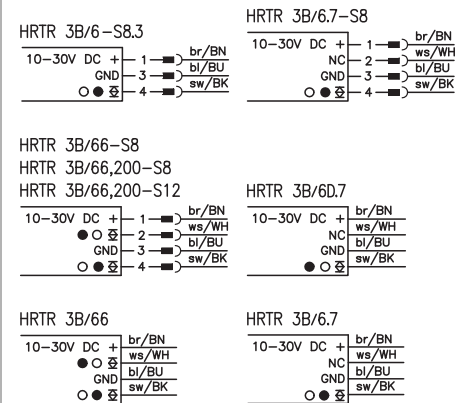 HRTR 3B/6-S8.3
10-30V DC + 1 br/BN
GND 3 bl/BU
4 sw/BK
HRTR 3B/6.7-S8
10-30V DC + 1 br/BN
NC 2 ws/WH
GND 3 bl/BU
4 sw/BK
HRTR 3B/66-S8
HRTR 3B/66,200-S8
HRTR 3B/66,200-S12
10-30V DC + 1 br/BN
2 ws/WH
GND 3 bl/BU
4 sw/BK
HRTR 3B/6D.7
10-30V DC + br/BN
NC ws/WH
GND bl/BU
sw/BK
HRTR 3B/66
10-30V DC + br/BN
ws/WH
GND bl/BU
sw/BK
HRTR 3B/6.7
10-30V DC + br/BN
NC ws/WH
GND bl/BU
sw/BK